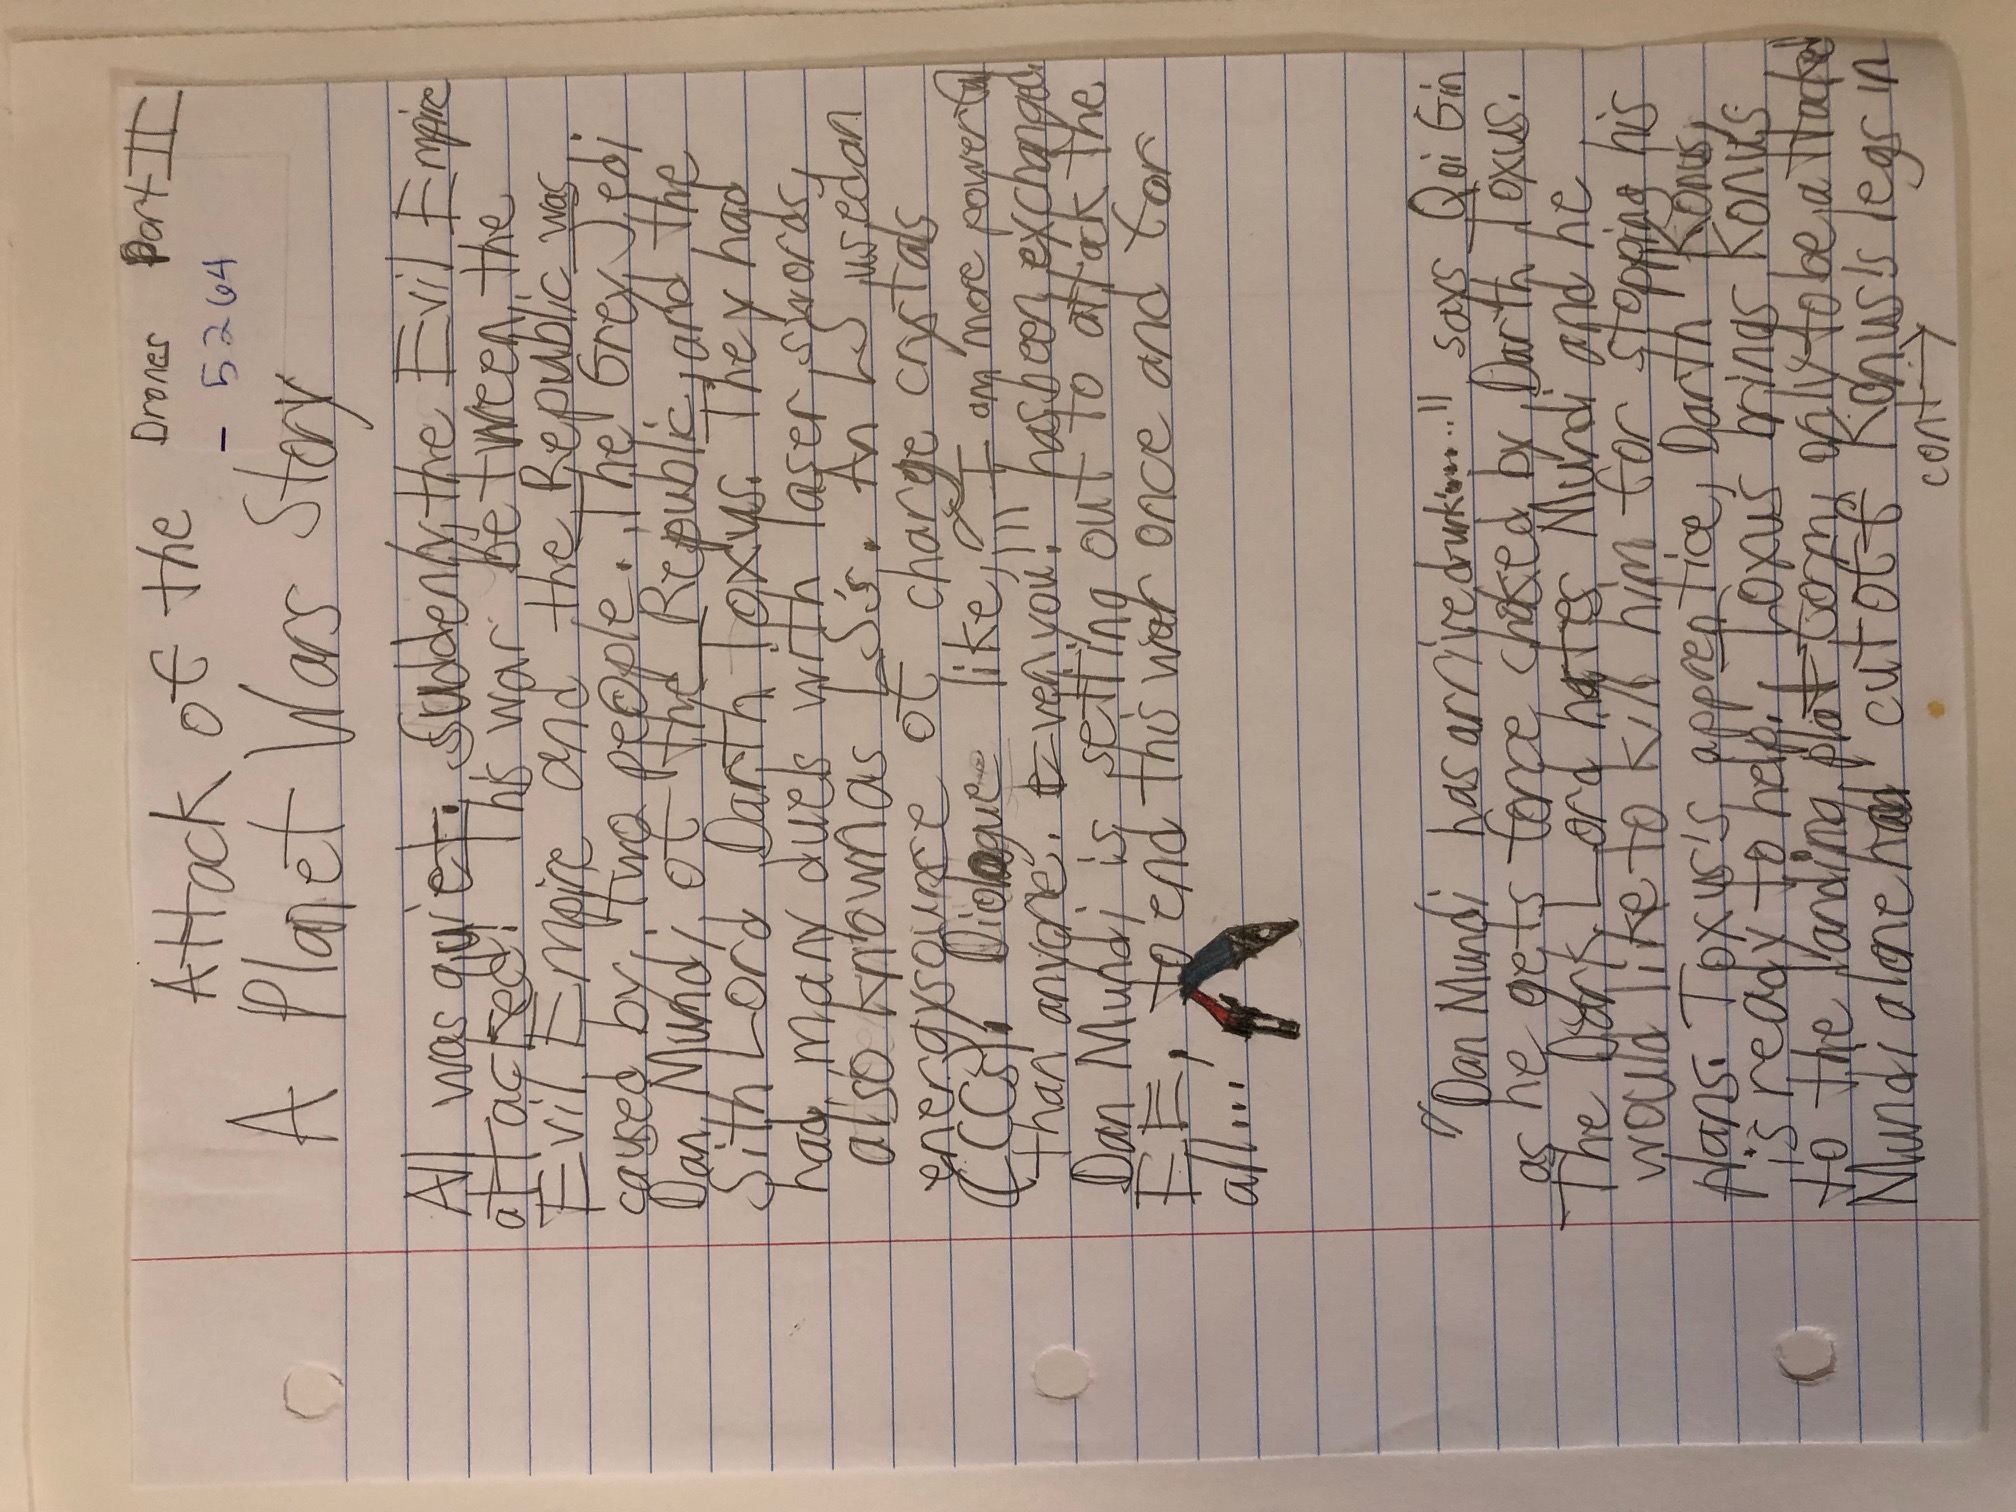 Attack of the Drones Part II
- 5264
A Planet Wars Story
All was quiet. Suddenly, the Evil Empire
attacked! This war between the
Evil Empire and the Republic was
caused by two people. The Grey Jedi
Dan Mundi of the Republic, and the
Sith Lord Darth Toxus. They had
had many duels with laser swords,
also known as LS's. An LS used an
energy source of charge crystals
(CCCs). Diologue like, "I am more powerful
than anyone. Even you!" has been exchanged.
Dan Mundi is setting out to attack the
EE, to end this war once and for
all...
"Dan Mundi has arrived says Qoi Gin
as he gets force choked by Darth Toxus.
The Dark Lord hates Mundi and he
would like to kill him for stopping his
plans. Toxus's apprentice, Darth Konus,
is ready to help. Toxus brings Konus
to the landing platform, only to be attacked
Mundi alone had cut off Konus's legs in
cont→